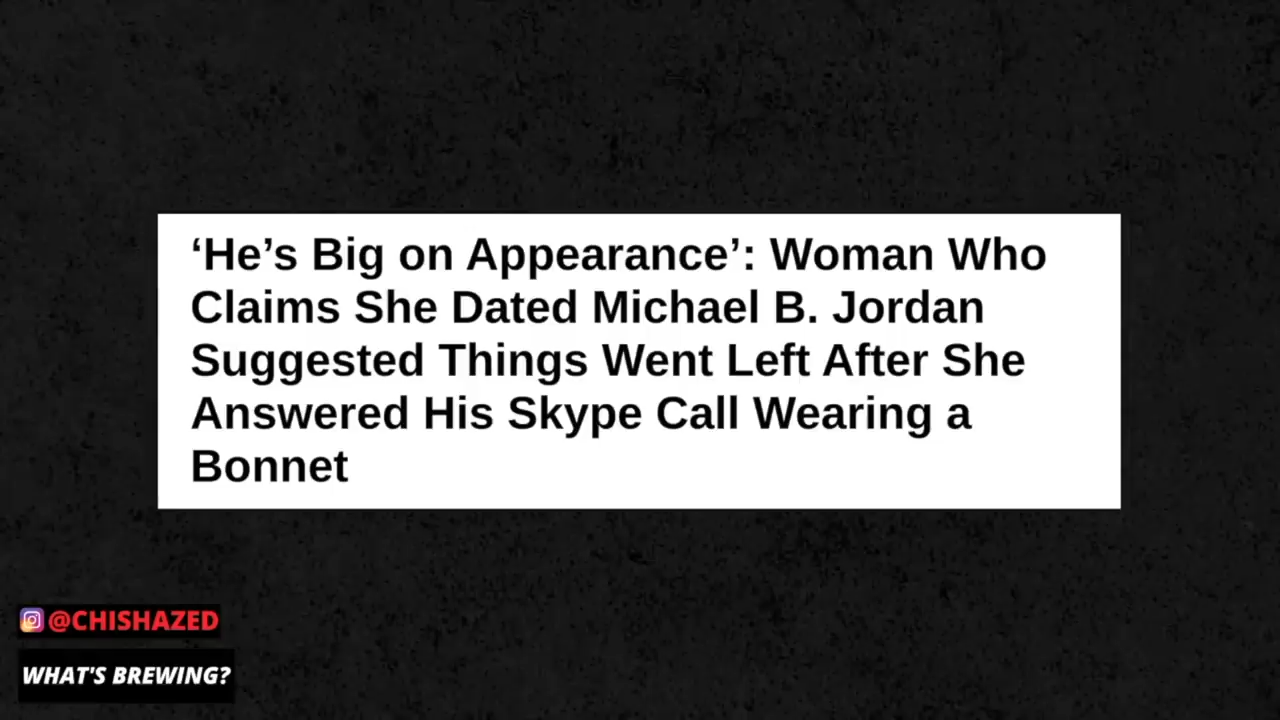 ‘He’s Big on Appearance’: Woman Who
Claims She Dated Michael B. Jordan
Suggested Things Went Left After She
Answered His Skype Call Wearing a
Bonnet
@CHISHAZED
WHAT'S BREWING?